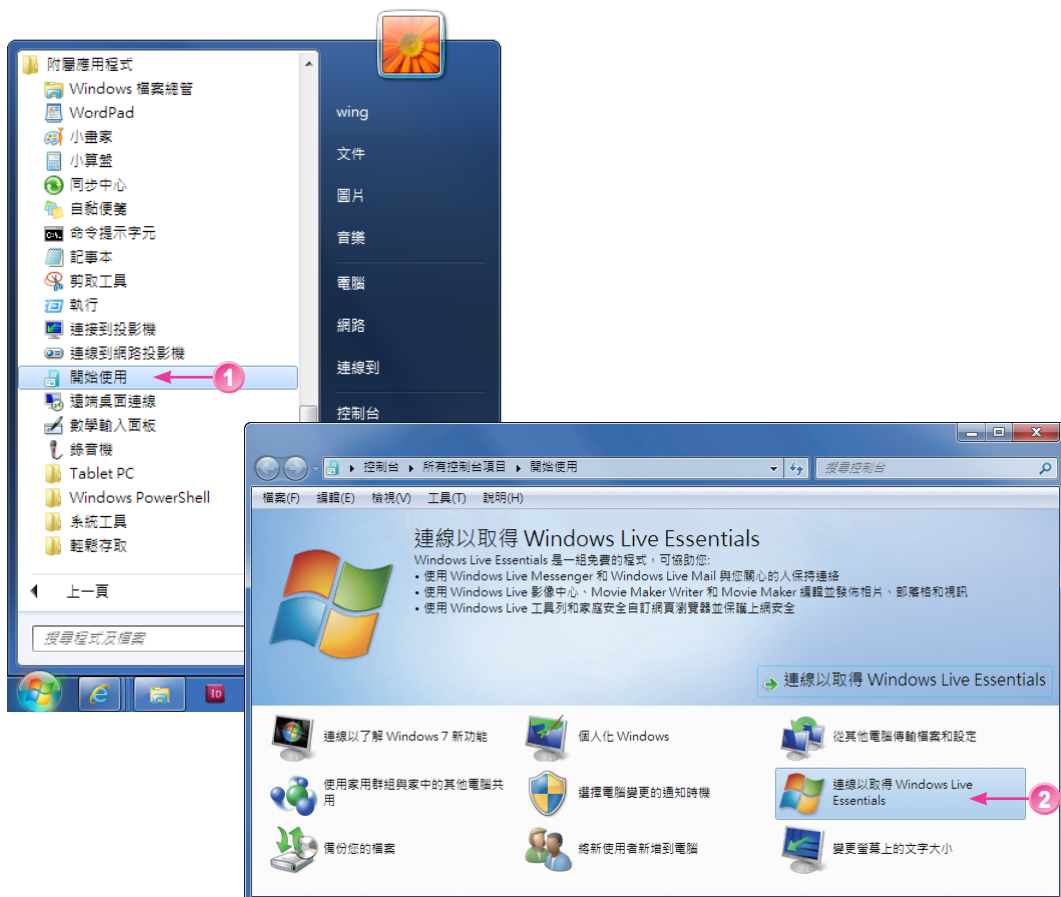 附屬應用程式
Windows 檔案總管
WordPad
小畫家
小算盤
同步中心
自黏便箋
命令提示字元
記事本
剪取工具
執行
連接到投影機
連線到網路投影機
開始使用
1
遠端桌面連線
數學輸入面板
錄音機
Tablet PC
Windows PowerShell
系統工具
輕鬆存取
上一頁
搜尋程式及檔案
wing
文件
圖片
音樂
電腦
網路
連線到
控制台
ID
控制台 ▸ 所有控制台項目 ▸ 開始使用
搜尋控制台
檔案(F) 編輯(E) 檢視(V) 工具(T) 說明(H)
連線以取得 Windows Live Essentials
Windows Live Essentials 是一組免費的程式，可協助您:
• 使用 Windows Live Messenger 和 Windows Live Mail 與您關心的人保持連絡
• 使用 Windows Live 影像中心、Movie Maker Writer 和 Movie Maker 編輯並發佈相片、部落格和視訊
• 使用 Windows Live 工具列和家庭安全自訂網頁瀏覽器並保護上網安全
連線以取得 Windows Live Essentials
連線以了解 Windows 7 新功能
個人化 Windows
從其他電腦傳輸檔案和設定
使用家用群組與家中的其他電腦共
用
選擇電腦變更的通知時機
連線以取得 Windows Live
Essentials
2
備份您的檔案
將新使用者新增到電腦
變更螢幕上的文字大小